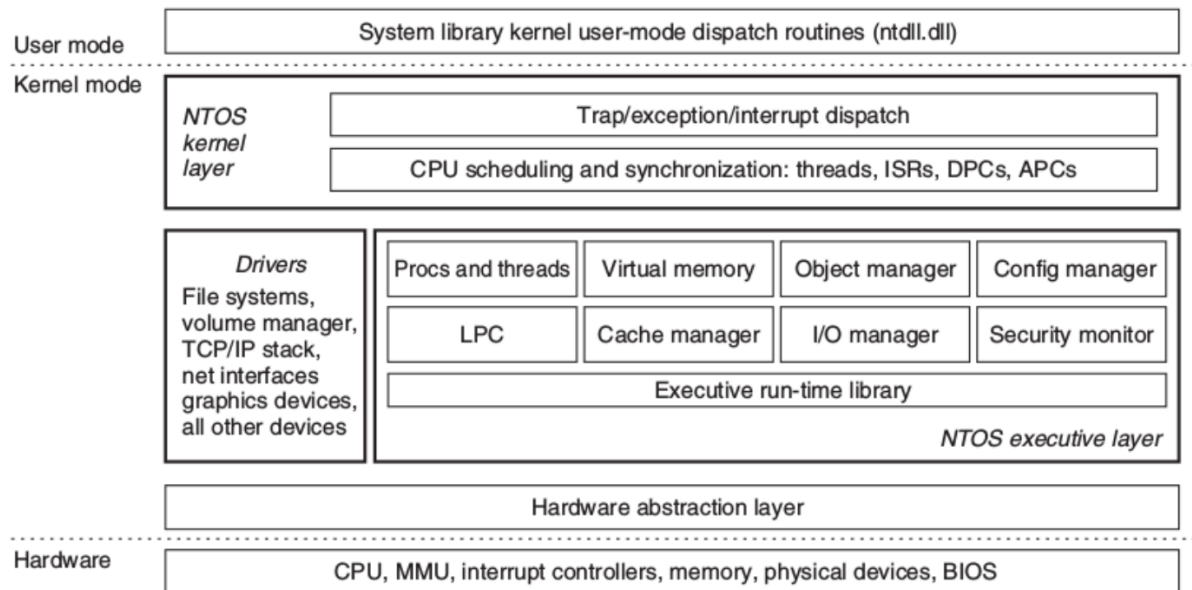 User mode
System library kernel user-mode dispatch routines (ntdll.dll)
Kernel mode
NTOS
kernel
layer
Trap/exception/interrupt dispatch
CPU scheduling and synchronization: threads, ISRs, DPCs, APCs
Drivers
File systems,
volume manager,
TCP/IP stack,
net interfaces
graphics devices,
all other devices
Procs and threads
Virtual memory
Object manager
Config manager
LPC
Cache manager
I/O manager
Security monitor
Executive run-time library
NTOS executive layer
Hardware abstraction layer
Hardware
CPU, MMU, interrupt controllers, memory, physical devices, BIOS